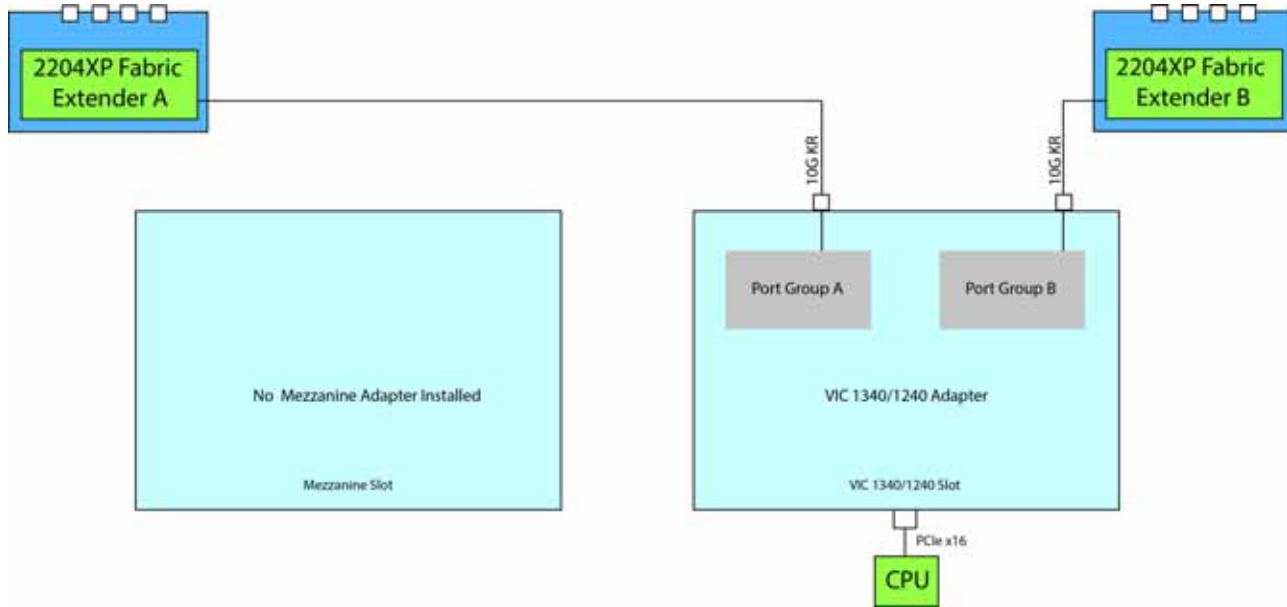 2204XP Fabric
Extender A
2204XP Fabric
Extender B
10G KR
10G KR
Port Group A
Port Group B
No Mezzanine Adapter Installed
VIC 1340/1240 Adapter
Mezzanine Slot
VIC 1340/1240 Slot
PCIe x16
CPU